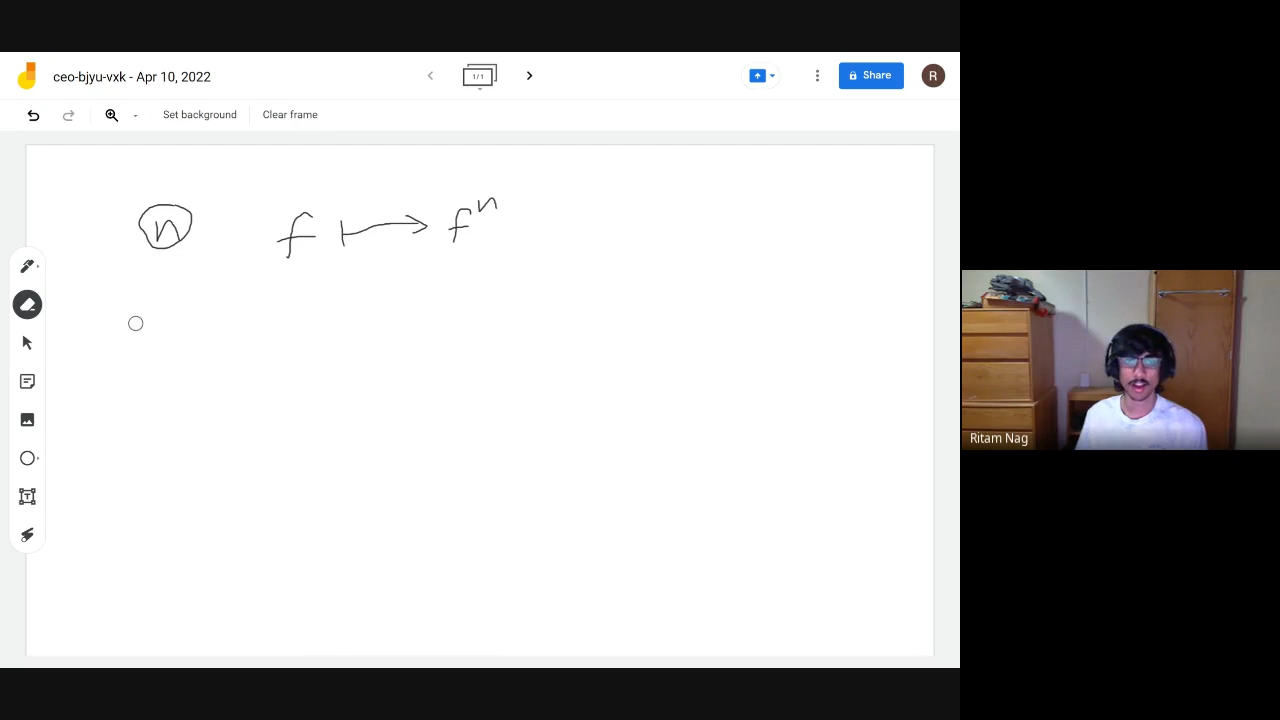 ceo-bjyu-vxk - Apr 10, 2022
1/1
Share
R
Set background
Clear frame
n f ↦ fⁿ
Ritam Nag